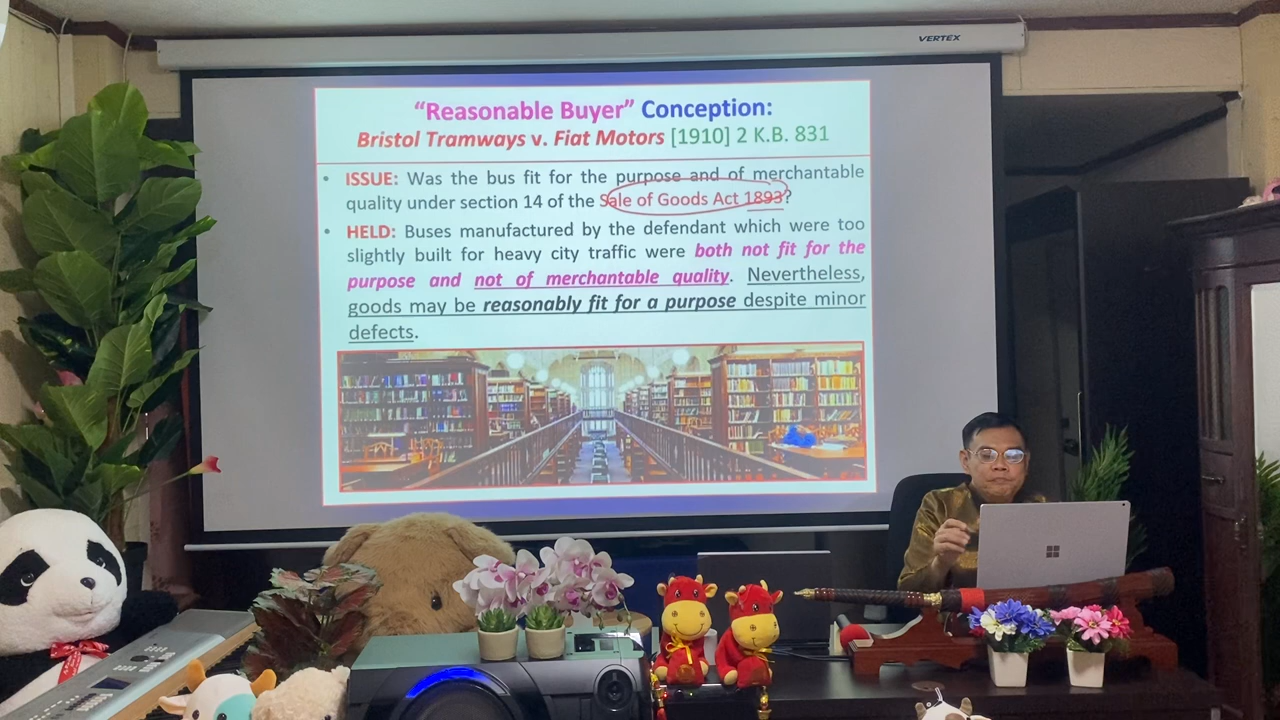 VERTEX
“Reasonable Buyer” Conception:
Bristol Tramways v. Fiat Motors [1910] 2 K.B. 831
• ISSUE: Was the bus fit for the purpose and of merchantable
quality under section 14 of the Sale of Goods Act 1893?
• HELD: Buses manufactured by the defendant which were too
slightly built for heavy city traffic were both not fit for the
purpose and not of merchantable quality. Nevertheless,
goods may be reasonably fit for a purpose despite minor
defects.